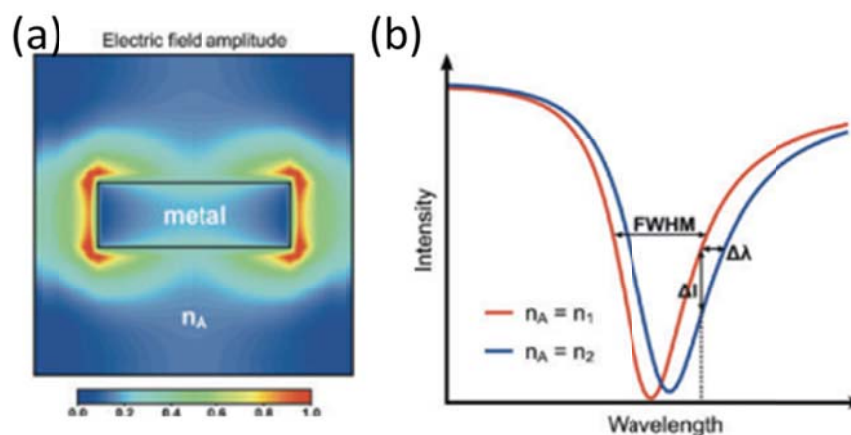 (a)
Electric field amplitude
metal
nA
0.0 0.2 0.4 0.6 0.8 1.0
(b)
Intensity
FWHM
Δλ
ΔI
nA = n1
nA = n2
Wavelength